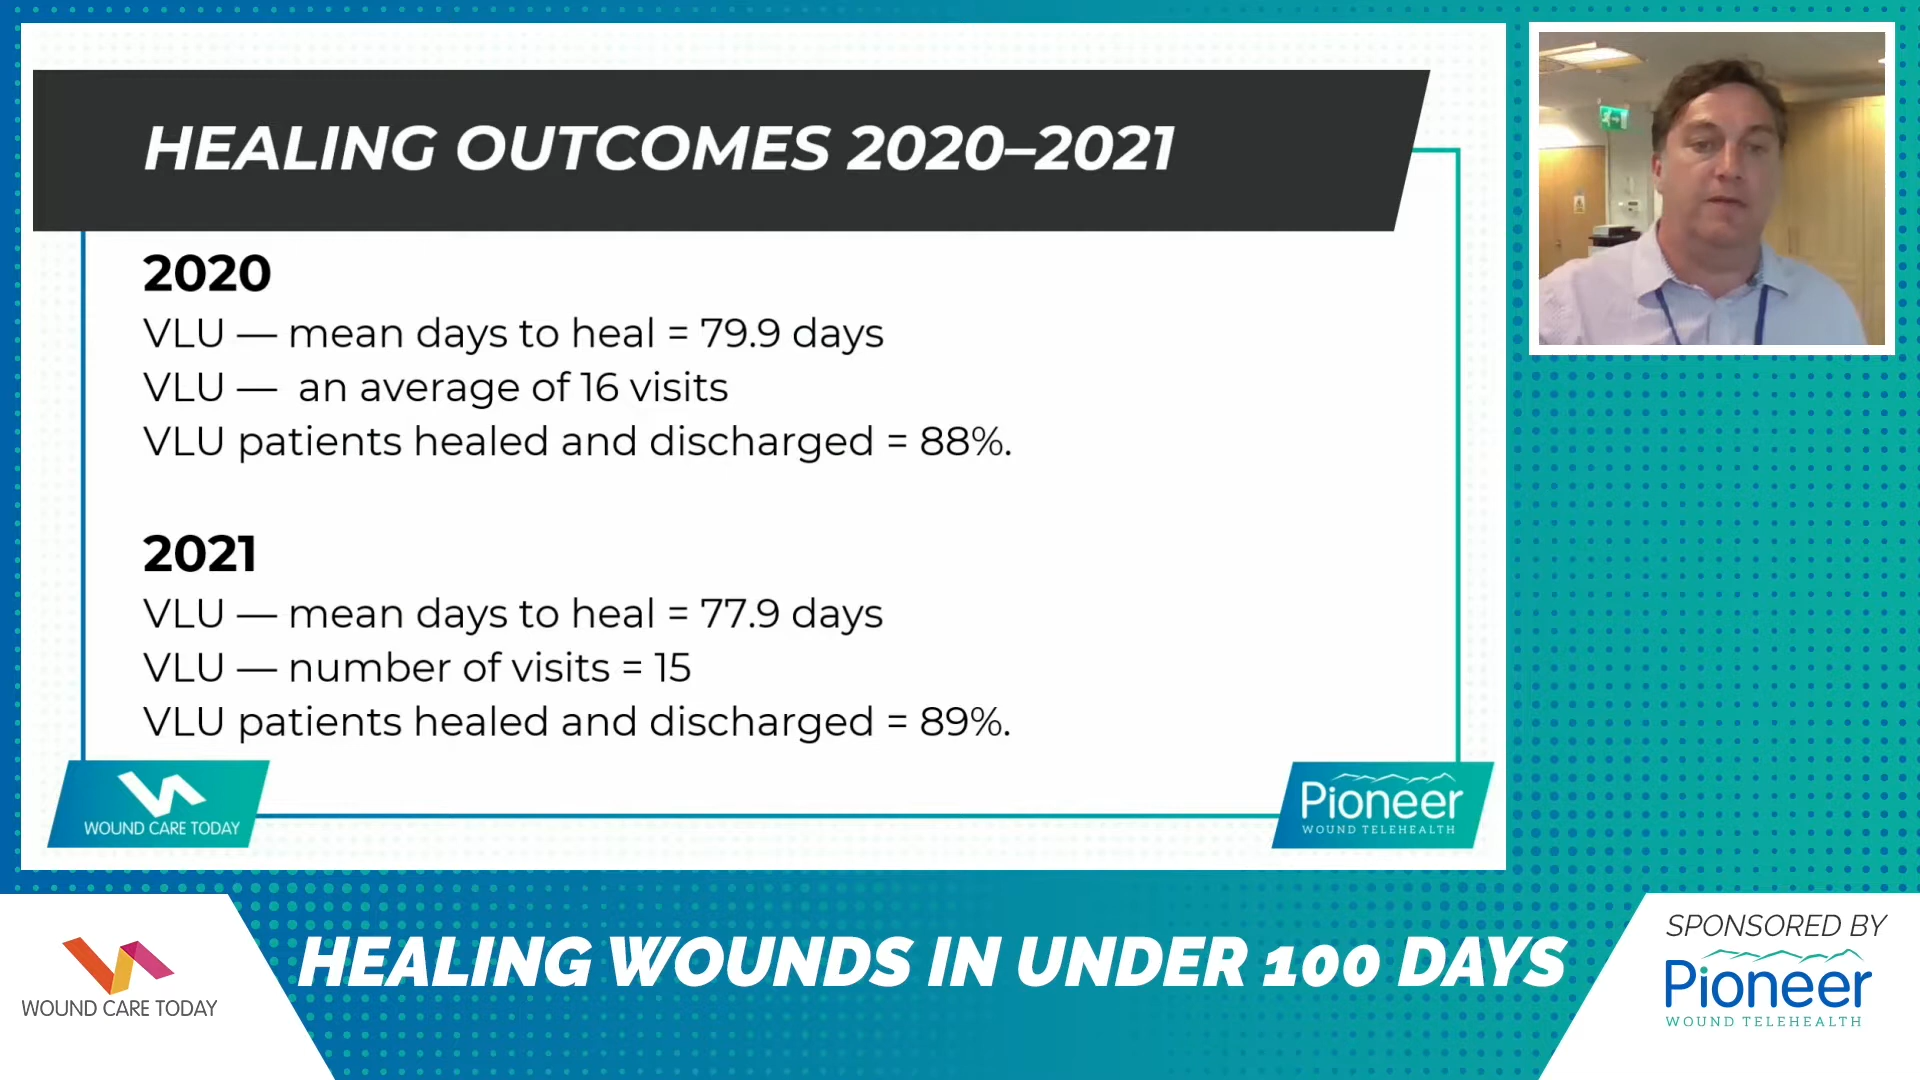 HEALING OUTCOMES 2020–2021
2020
VLU — mean days to heal = 79.9 days
VLU — an average of 16 visits
VLU patients healed and discharged = 88%.
2021
VLU — mean days to heal = 77.9 days
VLU — number of visits = 15
VLU patients healed and discharged = 89%.
WOUND CARE TODAY
Pioneer
WOUND TELEHEALTH
WOUND CARE TODAY
HEALING WOUNDS IN UNDER 100 DAYS
SPONSORED BY
Pioneer
WOUND TELEHEALTH